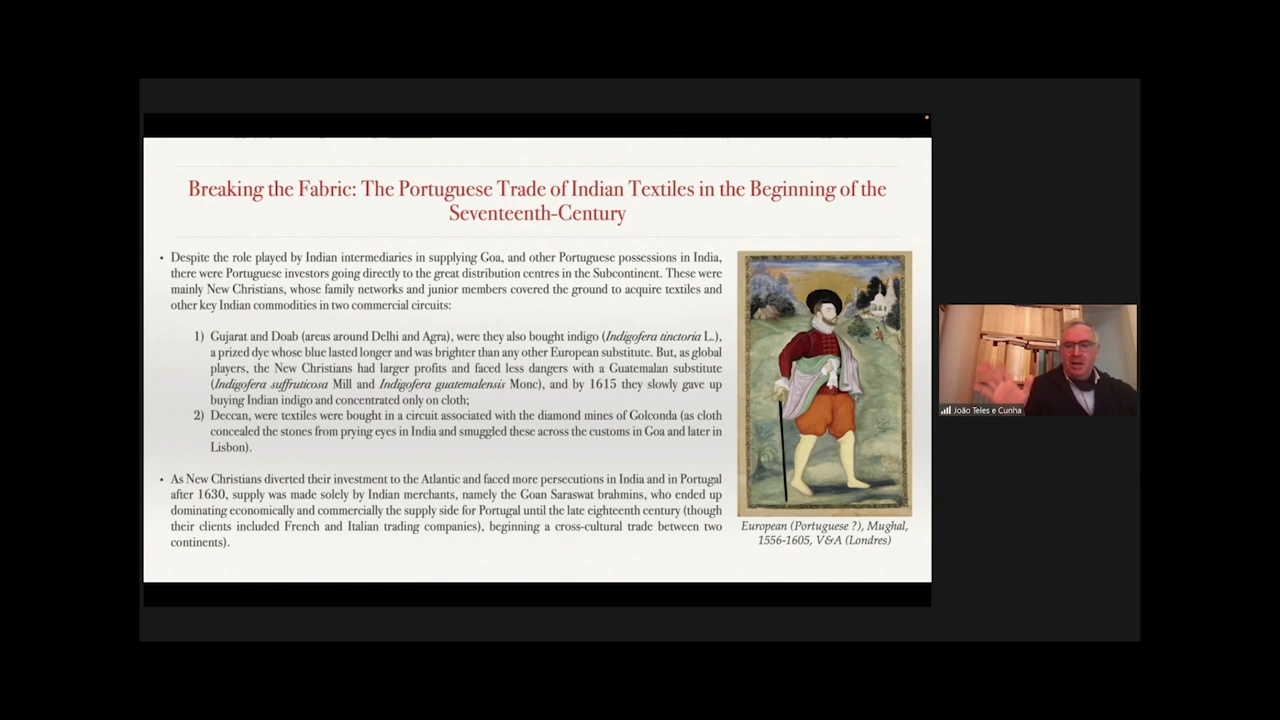 Breaking the Fabric: The Portuguese Trade of Indian Textiles in the Beginning of the
Seventeenth-Century
• Despite the role played by Indian intermediaries in supplying Goa, and other Portuguese possessions in India,
there were Portuguese investors going directly to the great distribution centres in the Subcontinent. These were
mainly New Christians, whose family networks and junior members covered the ground to acquire textiles and
other key Indian commodities in two commercial circuits:
1) Gujarat and Doab (areas around Delhi and Agra), were they also bought indigo (Indigofera tinctoria L.),
a prized dye whose blue lasted longer and was brighter than any other European substitute. But, as global
players, the New Christians had larger profits and faced less dangers with a Guatemalan substitute
(Indigofera suffruticosa Mill and Indigofera guatemalensis Monc), and by 1615 they slowly gave up
buying Indian indigo and concentrated only on cloth;
2) Deccan, were textiles were bought in a circuit associated with the diamond mines of Golconda (as cloth
concealed the stones from prying eyes in India and smuggled these across the customs in Goa and later in
Lisbon).
• As New Christians diverted their investment to the Atlantic and faced more persecutions in India and in Portugal
after 1630, supply was made solely by Indian merchants, namely the Goan Saraswat brahmins, who ended up
dominating economically and commercially the supply side for Portugal until the late eighteenth century (though
their clients included French and Italian trading companies), beginning a cross-cultural trade between two
continents).
European (Portuguese ?), Mughal,
1556-1605, V&A (Londres)
João Teles e Cunha